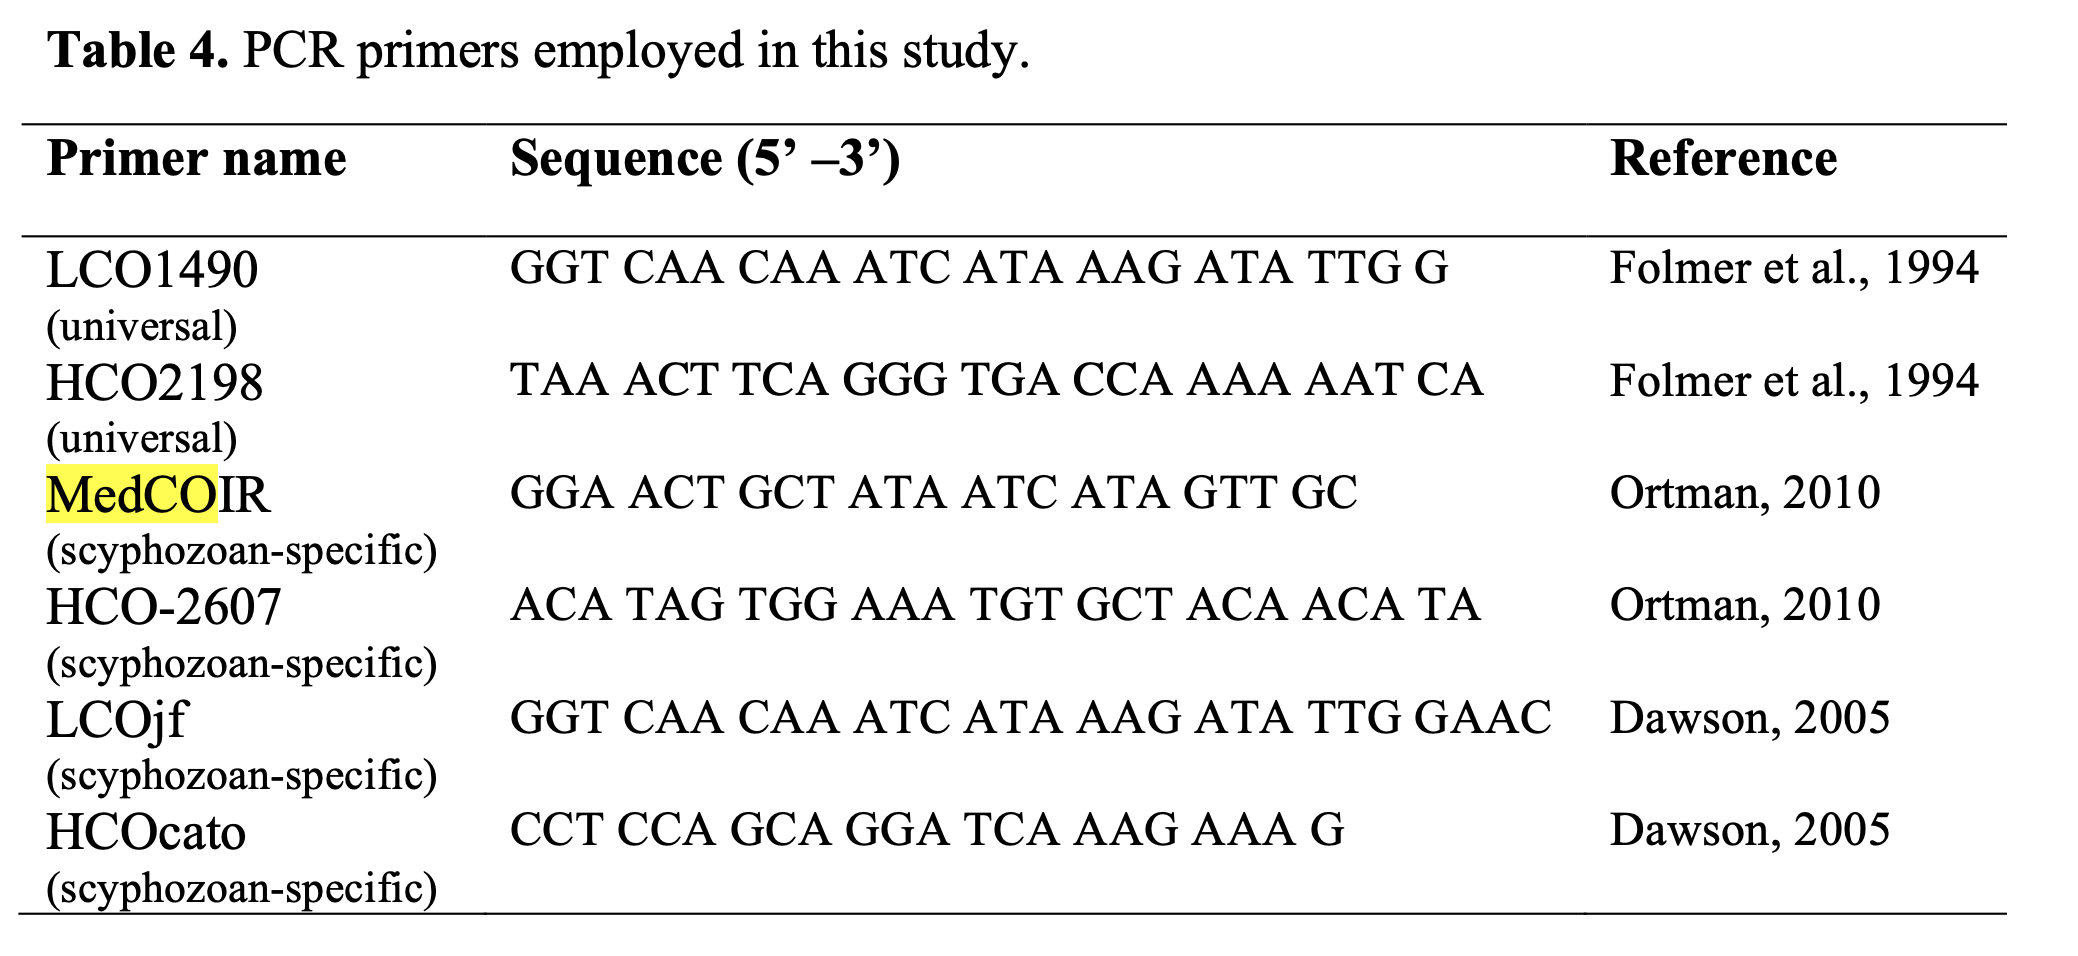 Table 4. PCR primers employed in this study.
Primer name Sequence (5’ –3’) Reference
LCO1490 GGT CAA CAA ATC ATA AAG ATA TTG G Folmer et al., 1994
(universal)
HCO2198 TAA ACT TCA GGG TGA CCA AAA AAT CA Folmer et al., 1994
(universal)
MedCOIR GGA ACT GCT ATA ATC ATA GTT GC Ortman, 2010
(scyphozoan-specific)
HCO-2607 ACA TAG TGG AAA TGT GCT ACA ACA TA Ortman, 2010
(scyphozoan-specific)
LCOjf GGT CAA CAA ATC ATA AAG ATA TTG GAAC Dawson, 2005
(scyphozoan-specific)
HCOcato CCT CCA GCA GGA TCA AAG AAA G Dawson, 2005
(scyphozoan-specific)